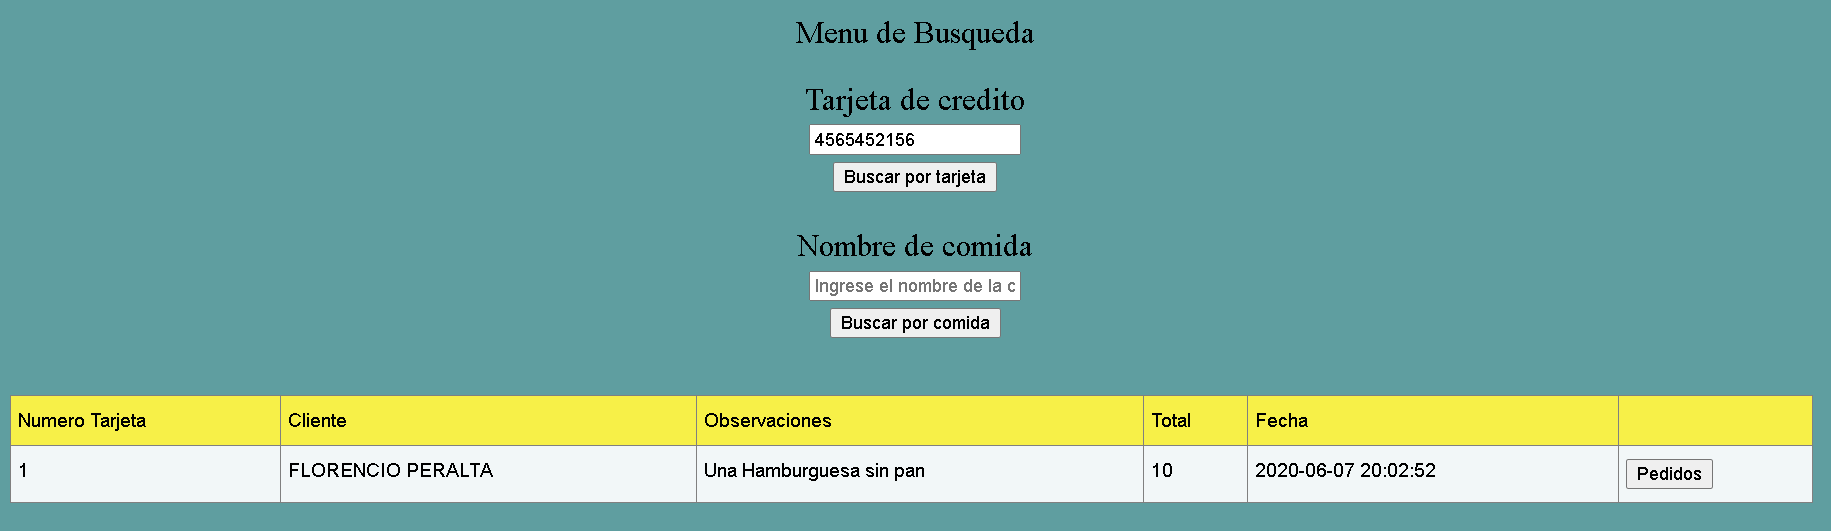 Menu de Busqueda
Tarjeta de credito
4565452156
Buscar por tarjeta
Nombre de comida
Ingrese el nombre de la c
Buscar por comida
Numero Tarjeta Cliente Observaciones Total Fecha
1 FLORENCIO PERALTA Una Hamburguesa sin pan 10 2020-06-07 20:02:52 Pedidos